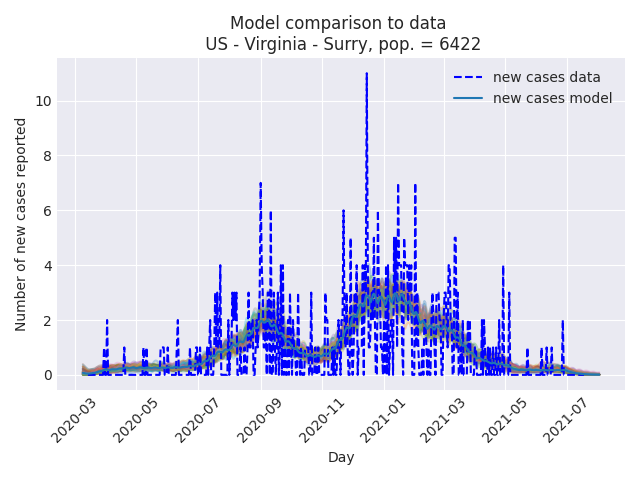 Model comparison to data
US - Virginia - Surry, pop. = 6422
new cases data
new cases model
Number of new cases reported
10
8
6
4
2
0
2020-03
2020-05
2020-07
2020-09
2020-11
2021-01
2021-03
2021-05
2021-07
Day